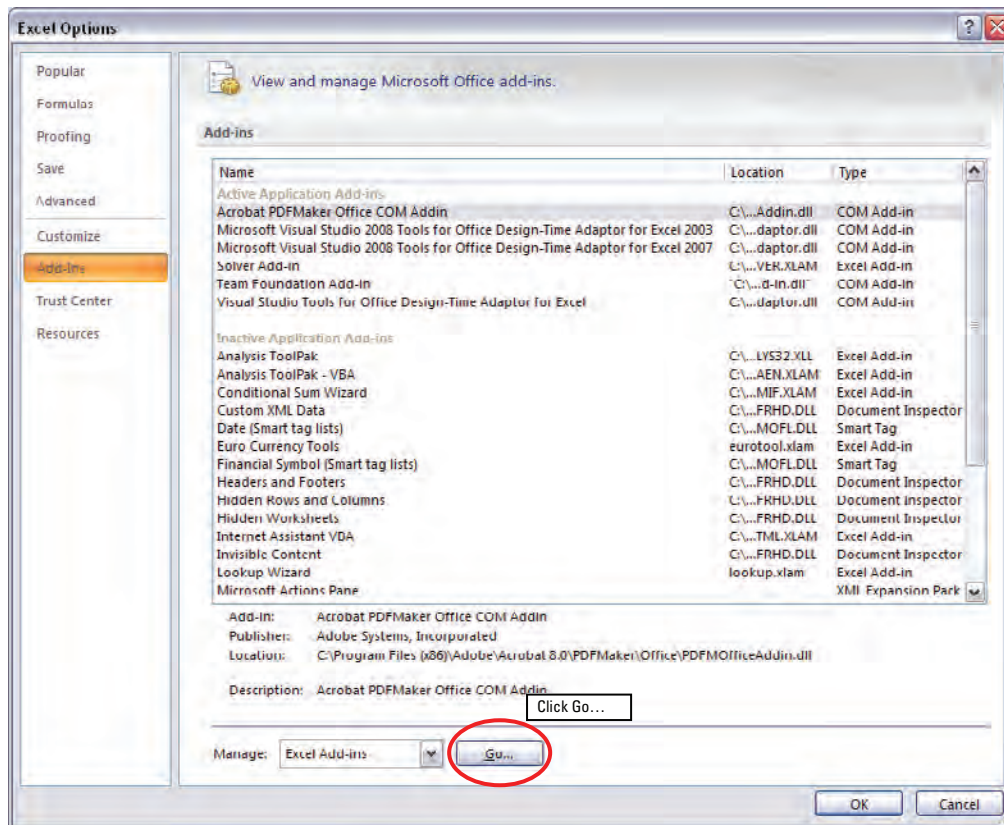 Excel Options
Popular
Formulas
Proofing
Save
Advanced
Customize
Add-Ins
Trust Center
Resources
View and manage Microsoft Office add-ins.
Add-ins
Name Location Type
Active Application Add-ins
Acrobat PDFMaker Office COM Addin C:\...Addin.dll COM Add-in
Microsoft Visual Studio 2008 Tools for Office Design-Time Adaptor for Excel 2003 C:\...daptor.dll COM Add-in
Microsoft Visual Studio 2008 Tools for Office Design-Time Adaptor for Excel 2007 C:\...daptor.dll COM Add-in
Solver Add-in C:\...VER.XLAM Excel Add-in
Team Foundation Add-in "C:\...d-in.dll" COM Add-in
Visual Studio Tools for Office Design-Time Adaptor for Excel C:\...daptor.dll COM Add-in
Inactive Application Add-ins
Analysis ToolPak C:\...LYS32.XLL Excel Add-in
Analysis ToolPak - VBA C:\...AEN.XLAM Excel Add-in
Conditional Sum Wizard C:\...MIF.XLAM Excel Add-in
Custom XML Data C:\...FRHD.DLL Document Inspector
Date (Smart tag lists) C:\...MOFL.DLL Smart Tag
Euro Currency Tools eurotool.xlam Excel Add-in
Financial Symbol (Smart tag lists) C:\...MOFL.DLL Smart Tag
Headers and Footers C:\...FRHD.DLL Document Inspector
Hidden Rows and Columns C:\...FRHD.DLL Document Inspector
Hidden Worksheets C:\...FRHD.DLL Document Inspector
Internet Assistant VBA C:\...TML.XLAM Excel Add-in
Invisible Content C:\...FRHD.DLL Document Inspector
Lookup Wizard lookup.xlam Excel Add-in
Microsoft Actions Pane XML Expansion Pack
Add-in: Acrobat PDFMaker Office COM Addin
Publisher: Adobe Systems, Incorporated
Location: C:\Program Files (x86)\Adobe\Acrobat 8.0\PDFMaker\Office\PDFMOfficeAddin.dll
Description: Acrobat PDFMaker Office COM Addin
Click Go...
Manage: Excel Add-ins Go...
OK Cancel